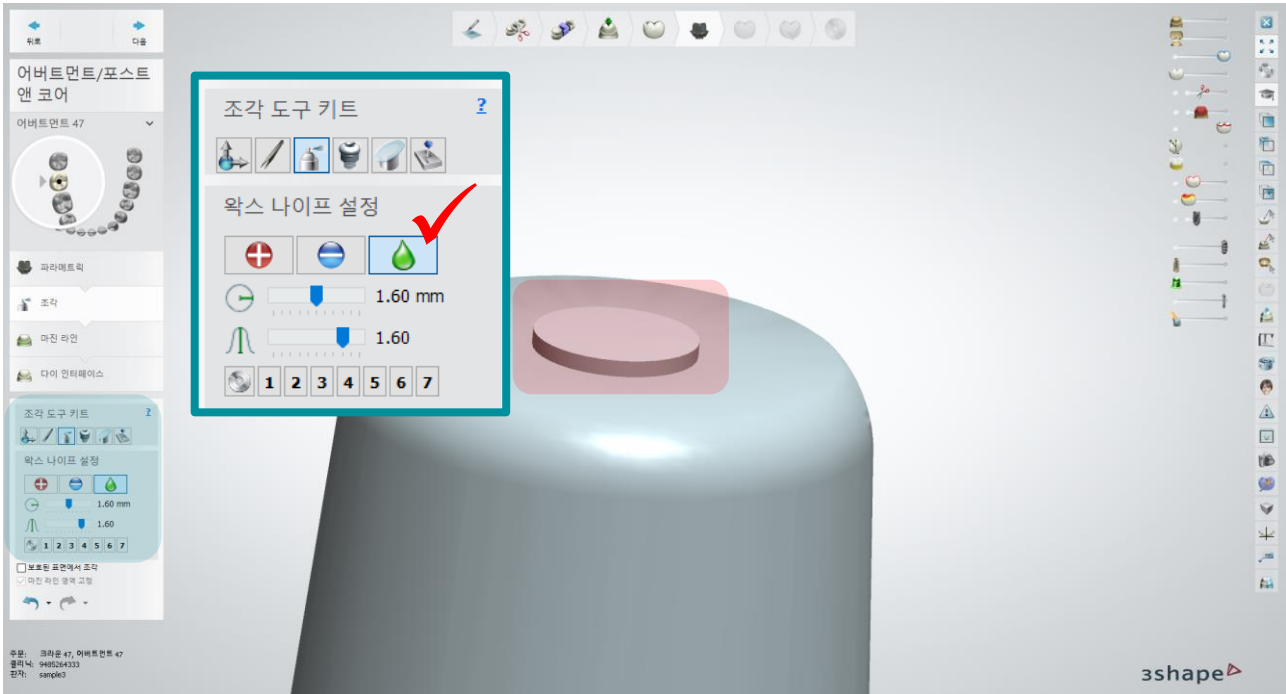 뒤로
다음
어버트먼트/포스트
앤 코어
어버트먼트 47
파라메트릭
조각
마진 라인
다이 인터페이스
조각 도구 키트 ?
왁스 나이프 설정
1.60 mm
1.60
1 2 3 4 5 6 7
보호된 표면에서 조각
마진 라인 영역 고정
주문: 크라운 47, 어버트먼트 47
클리닉: 9485264333
환자: sample3
조각 도구 키트 ?
왁스 나이프 설정
1.60 mm
1.60
1 2 3 4 5 6 7
3shape